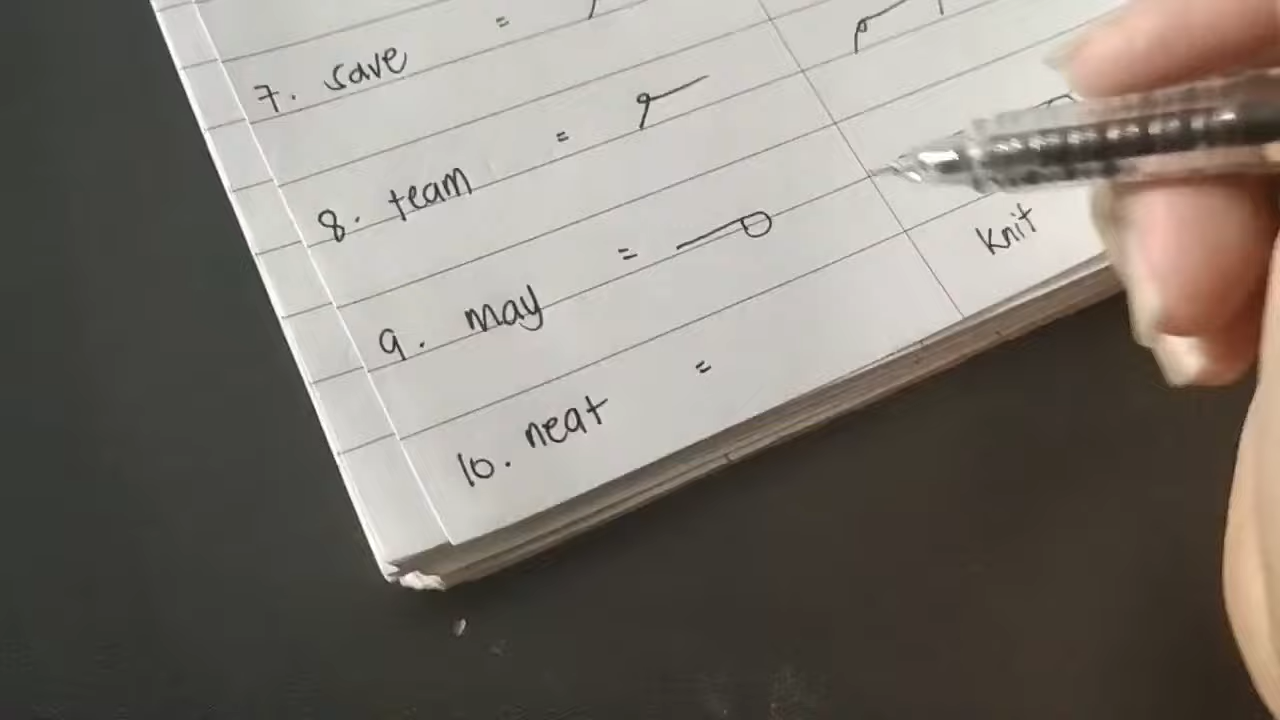 7. save =
8. team =
9. may =
10. neat =
knit